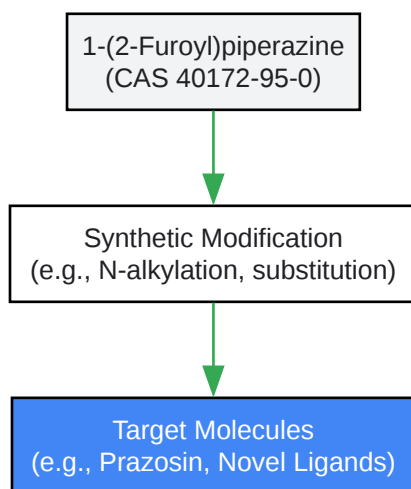 1-(2-Furoyl)piperazine
(CAS 40172-95-0)
Synthetic Modification
(e.g., N-alkylation, substitution)
Target Molecules
(e.g., Prazosin, Novel Ligands)